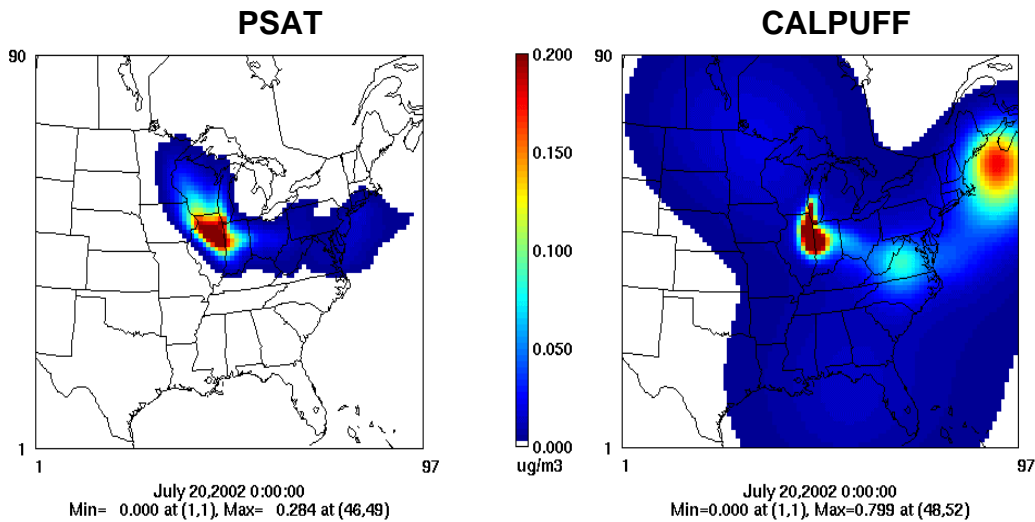 PSAT
90
1
1
97
July 20,2002 0:00:00
Min= 0.000 at (1,1), Max= 0.284 at (46,49)
0.200
0.150
0.100
0.050
0.000
ug/m3
CALPUFF
90
1
1
97
July 20,2002 0:00:00
Min=0.000 at (1,1), Max=0.799 at (48,52)